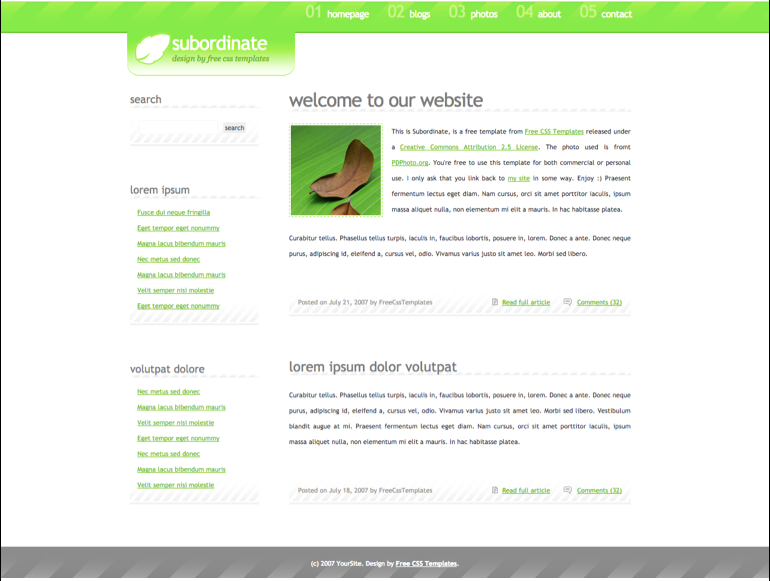 01 homepage 02 blogs 03 photos 04 about 05 contact
subordinate
design by free css templates
search
search
lorem ipsum
Fusce dui neque fringilla
Eget tempor eget nonummy
Magna lacus bibendum mauris
Nec metus sed donec
Magna lacus bibendum mauris
Velit semper nisi molestie
Eget tempor eget nonummy
volutpat dolore
Nec metus sed donec
Magna lacus bibendum mauris
Velit semper nisi molestie
Eget tempor eget nonummy
Nec metus sed donec
Magna lacus bibendum mauris
Velit semper nisi molestie
welcome to our website
This is Subordinate, is a free template from Free CSS Templates released under
a Creative Commons Attribution 2.5 License. The photo used is fromt
PDPhoto.org. You're free to use this template for both commercial or personal
use. I only ask that you link back to my site in some way. Enjoy :) Praesent
fermentum lectus eget diam. Nam cursus, orci sit amet porttitor iaculis, ipsum
massa aliquet nulla, non elementum mi elit a mauris. In hac habitasse platea.
Curabitur tellus. Phasellus tellus turpis, iaculis in, faucibus lobortis, posuere in, lorem. Donec a ante. Donec neque
purus, adipiscing id, eleifend a, cursus vel, odio. Vivamus varius justo sit amet leo. Morbi sed libero.
Posted on July 21, 2007 by FreeCssTemplates Read full article Comments (32)
lorem ipsum dolor volutpat
Curabitur tellus. Phasellus tellus turpis, iaculis in, faucibus lobortis, posuere in, lorem. Donec a ante. Donec neque
purus, adipiscing id, eleifend a, cursus vel, odio. Vivamus varius justo sit amet leo. Morbi sed libero. Vestibulum
blandit augue at mi. Praesent fermentum lectus eget diam. Nam cursus, orci sit amet porttitor iaculis, ipsum
massa aliquet nulla, non elementum mi elit a mauris. In hac habitasse platea.
Posted on July 18, 2007 by FreeCssTemplates Read full article Comments (32)
(c) 2007 YourSite. Design by Free CSS Templates.